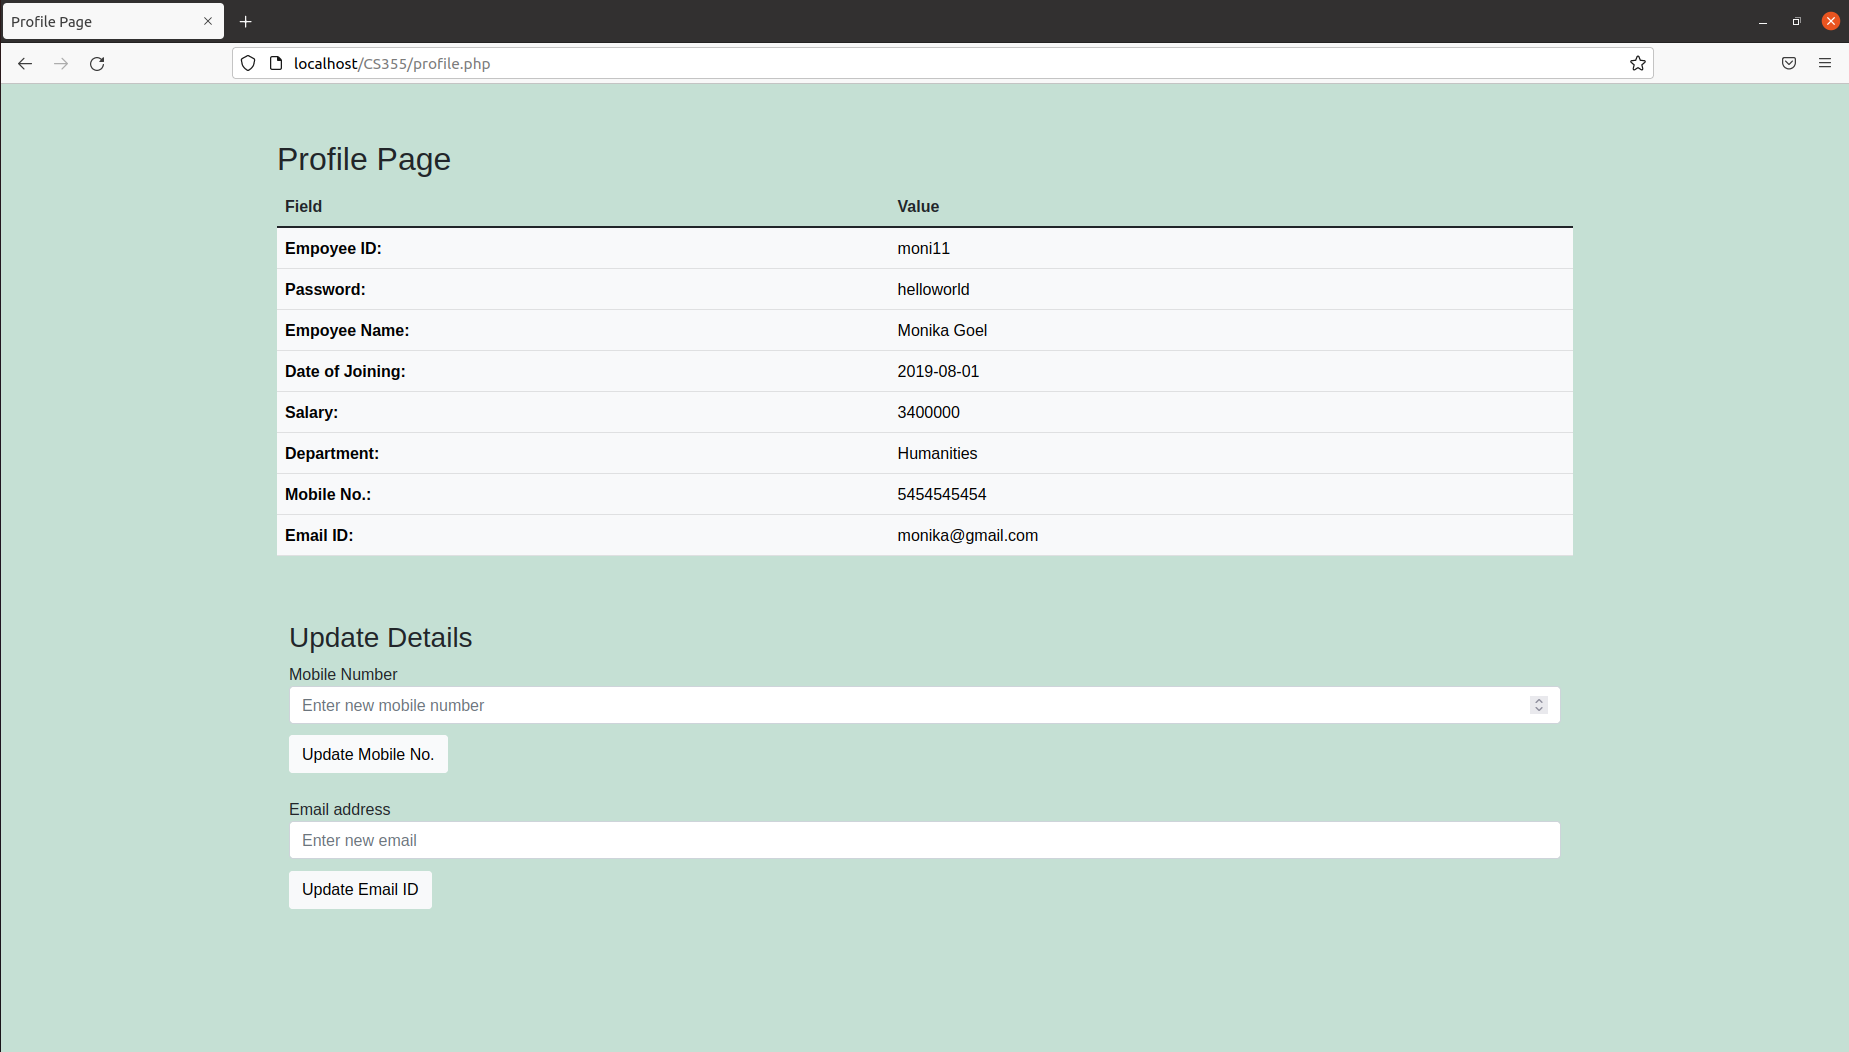 Profile Page
localhost/CS355/profile.php
Profile Page
Field Value
Empoyee ID: moni11
Password: helloworld
Empoyee Name: Monika Goel
Date of Joining: 2019-08-01
Salary: 3400000
Department: Humanities
Mobile No.: 5454545454
Email ID: monika@gmail.com
Update Details
Mobile Number
Enter new mobile number
Update Mobile No.
Email address
Enter new email
Update Email ID